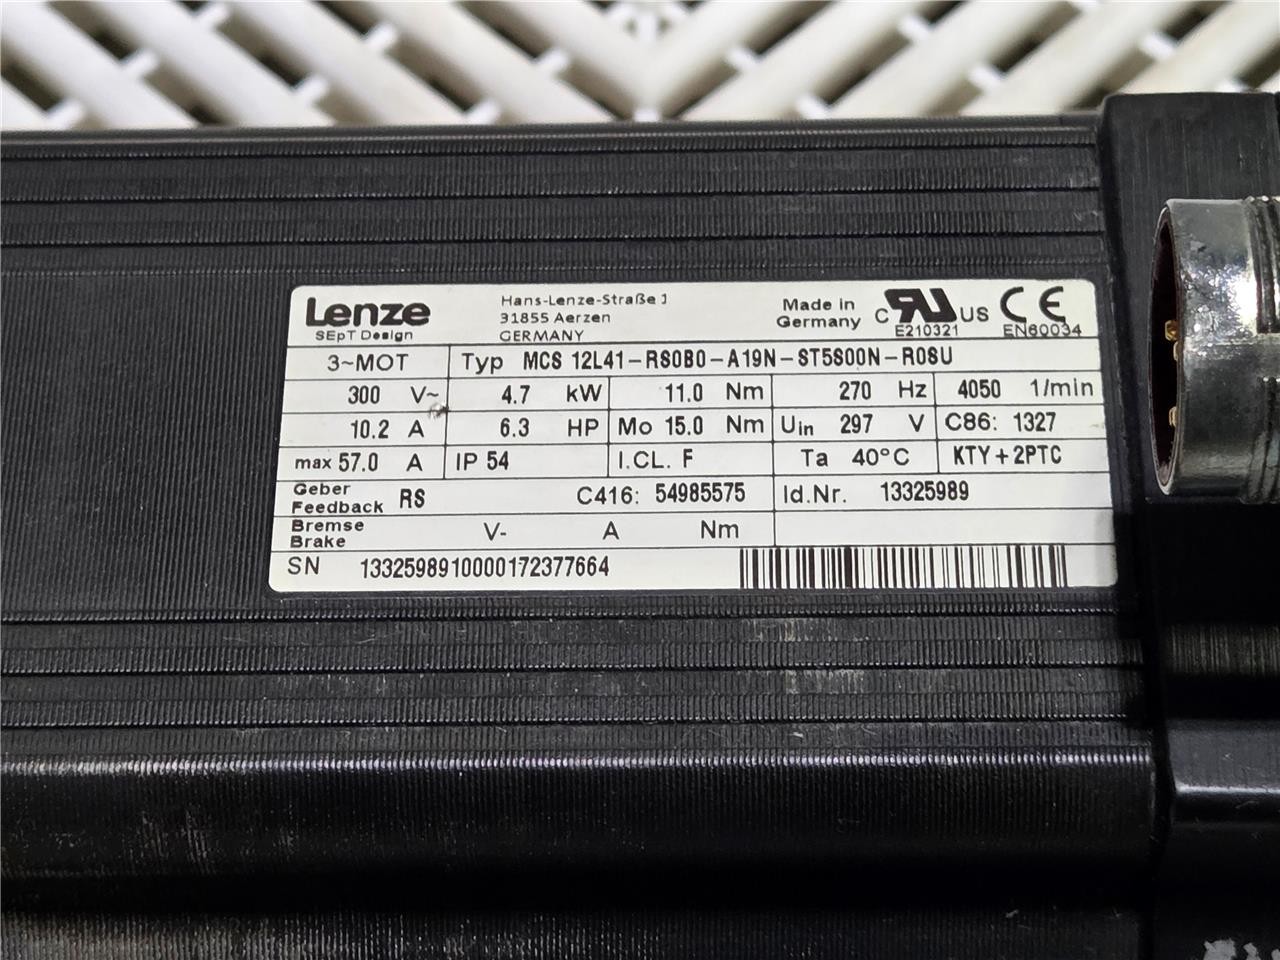 Lenze
SEpT Design
Hans-Lenze-Straße 1
31855 Aerzen
GERMANY
Made in
Germany
C RU US
E210321
CE
EN60034
3~MOT Typ MCS 12L41-RS0B0-A19N-ST5S00N-R0SU
300 V~ 4.7 kW 11.0 Nm 270 Hz 4050 1/min
10.2 A 6.3 HP Mo 15.0 Nm Uin 297 V C86: 1327
max 57.0 A IP 54 I.CL. F Ta 40°C KTY+2PTC
Geber
Feedback RS C416: 54985575 Id.Nr. 13325989
Bremse
Brake V- A Nm
SN 1332598910000172377664